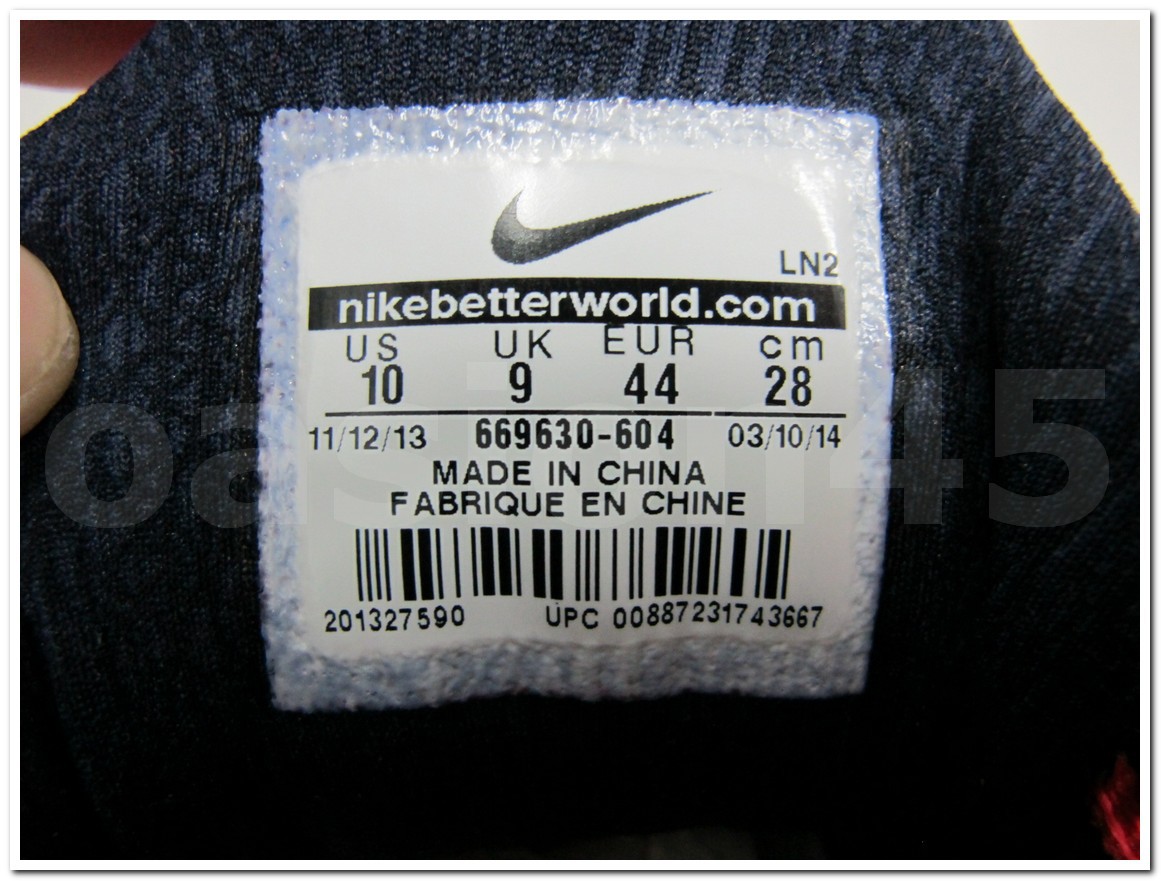 LN2
nikebetterworld.com
US UK EUR cm
10 9 44 28
11/12/13 669630-604 03/10/14
MADE IN CHINA
FABRIQUE EN CHINE
201327590 UPC 00887231743667